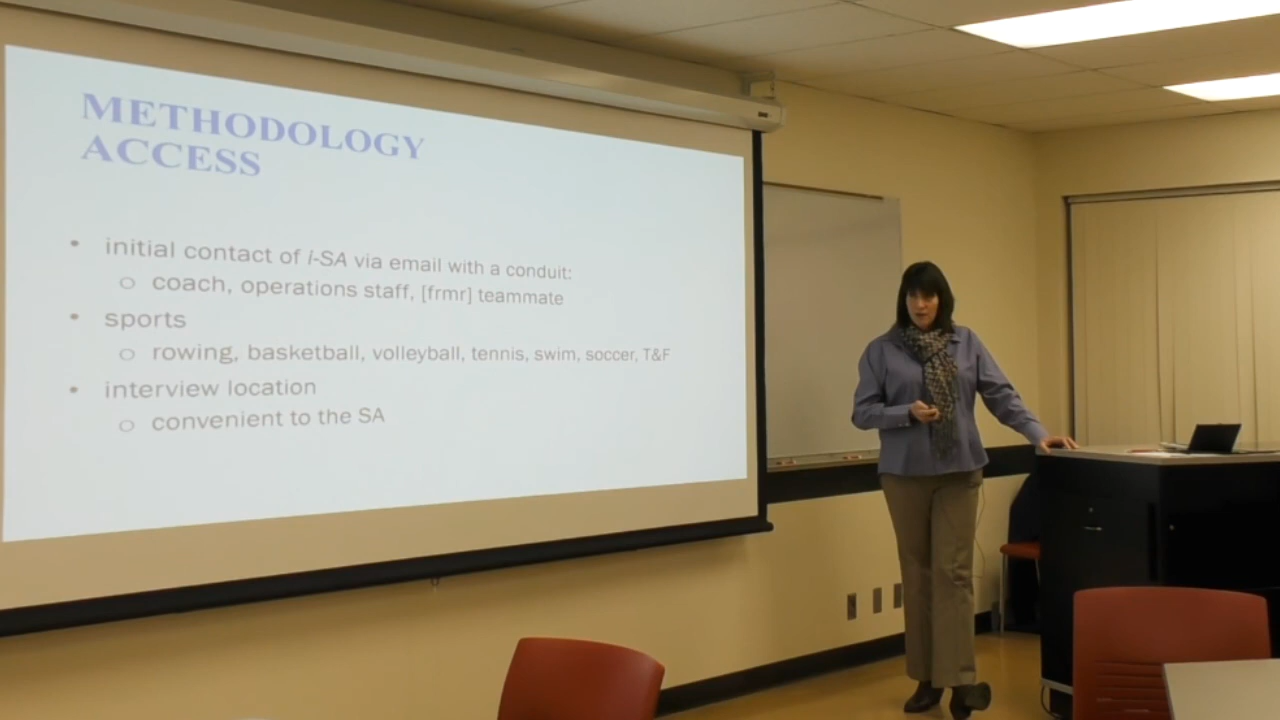 METHODOLOGY
ACCESS
• initial contact of i-SA via email with a conduit:
o coach, operations staff, [frmr] teammate
• sports
o rowing, basketball, volleyball, tennis, swim, soccer, T&F
• interview location
o convenient to the SA